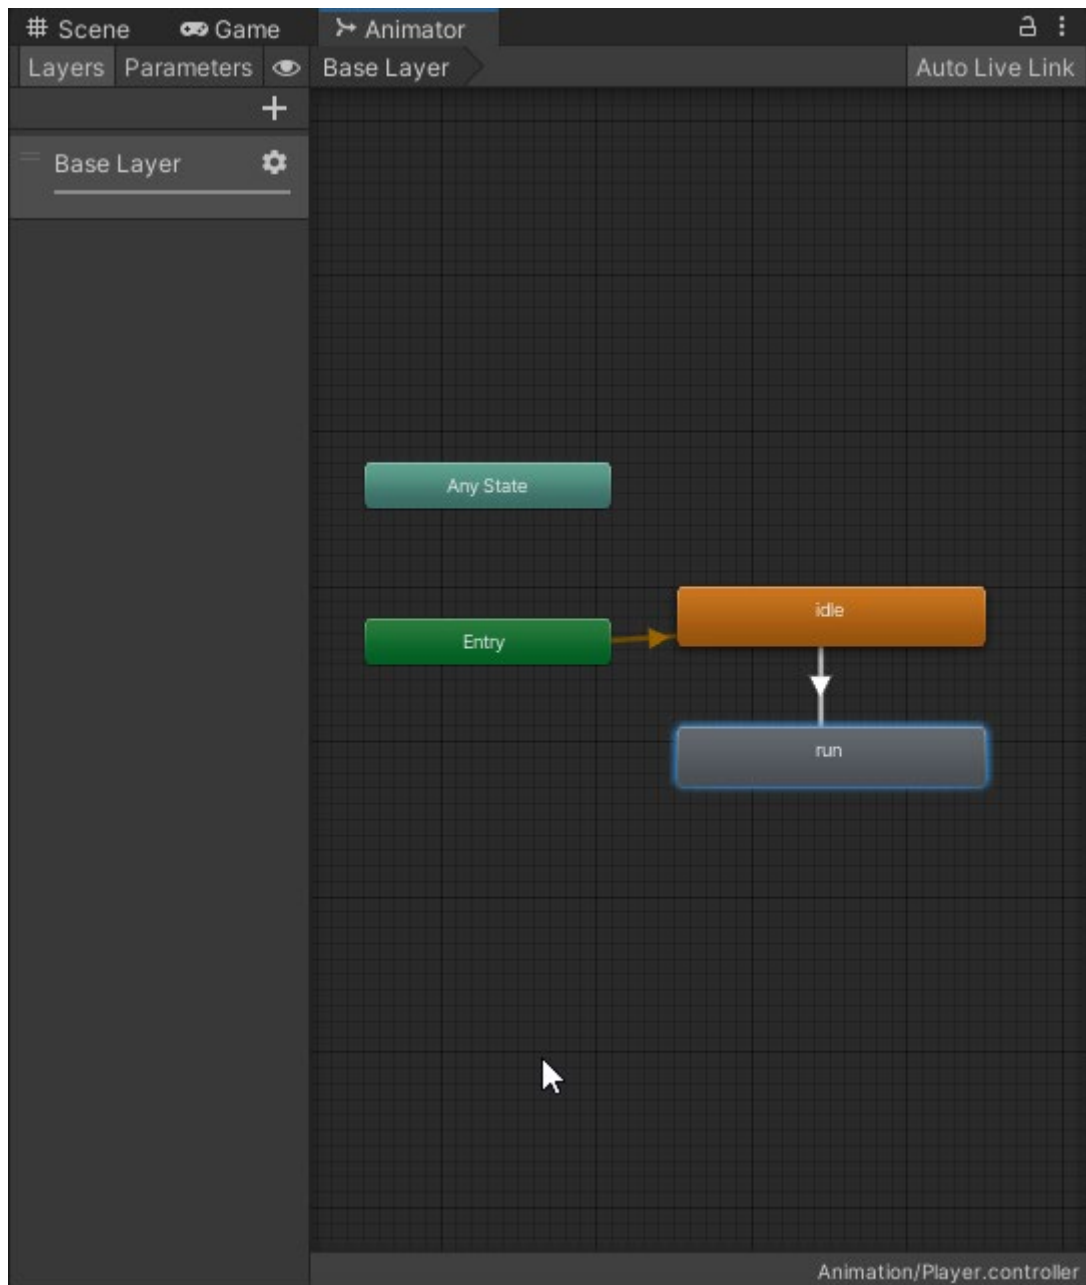 Scene Game Animator
Layers Parameters Base Layer Auto Live Link
Base Layer
Any State
idle
Entry
run
Animation/Player.controller